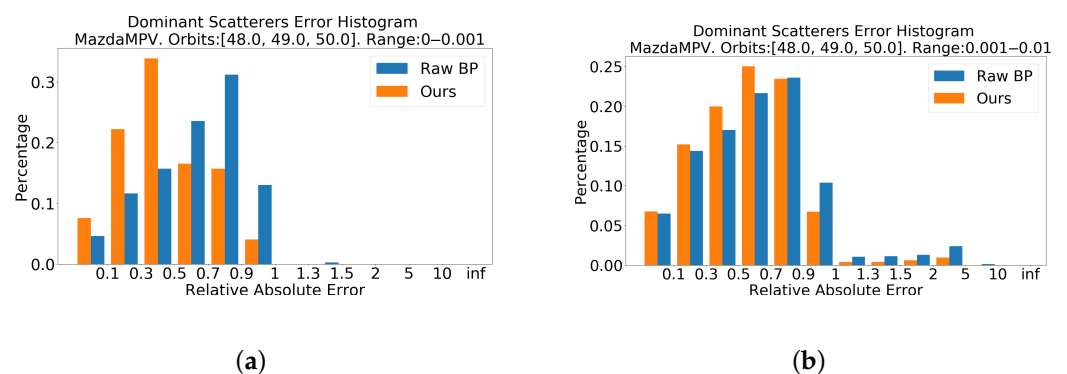 Dominant Scatterers Error Histogram
MazdaMPV. Orbits:[48.0, 49.0, 50.0]. Range:0−0.001
Percentage
0.3
0.2
0.1
0.0
Raw BP
Ours
0.1 0.3 0.5 0.7 0.9 1 1.3 1.5 2 5 10 inf
Relative Absolute Error
(a)
Dominant Scatterers Error Histogram
MazdaMPV. Orbits:[48.0, 49.0, 50.0]. Range:0.001−0.01
Percentage
0.25
0.20
0.15
0.10
0.05
0.00
Raw BP
Ours
0.1 0.3 0.5 0.7 0.9 1 1.3 1.5 2 5 10 inf
Relative Absolute Error
(b)